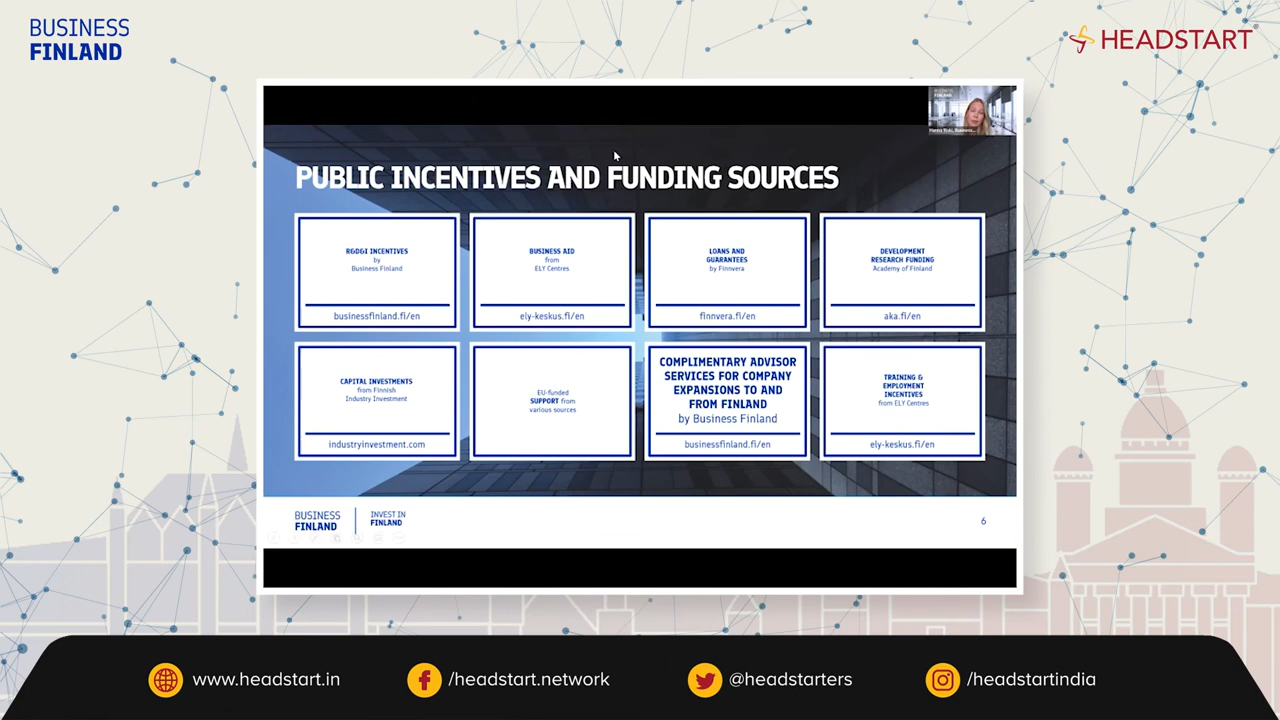 BUSINESS
FINLAND
HEADSTART
BUSINESS
FINLAND
PUBLIC INCENTIVES AND FUNDING SOURCES
R&D&I INCENTIVES
by
Business Finland
businessfinland.fi/en
BUSINESS AID
from
ELY Centres
ely-keskus.fi/en
LOANS AND
GUARANTEES
by Finnvera
finnvera.fi/en
DEVELOPMENT
RESEARCH FUNDING
Academy of Finland
aka.fi/en
CAPITAL INVESTMENTS
from Finnish
Industry Investment
industryinvestment.com
EU-funded
SUPPORT from
various sources
COMPLIMENTARY ADVISOR
SERVICES FOR COMPANY
EXPANSIONS TO AND
FROM FINLAND
by Business Finland
businessfinland.fi/en
TRAINING &
EMPLOYMENT
INCENTIVES
from ELY Centres
ely-keskus.fi/en
BUSINESS
FINLAND
INVEST IN
FINLAND
6
www.headstart.in
/headstart.network
@headstarters
/headstartindia